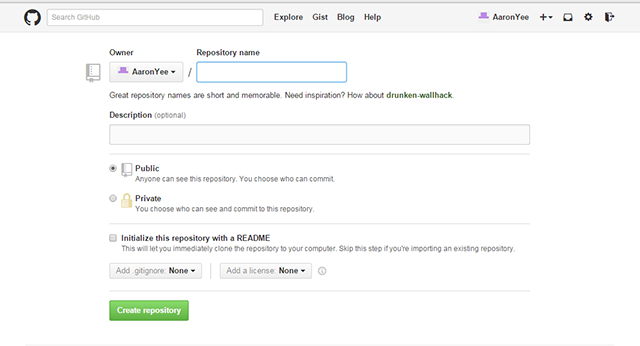 Search GitHub
Explore Gist Blog Help
AaronYee
Owner Repository name
AaronYee /
Great repository names are short and memorable. Need inspiration? How about drunken-wallhack.
Description (optional)
Public
Anyone can see this repository. You choose who can commit.
Private
You choose who can see and commit to this repository.
Initialize this repository with a README
This will let you immediately clone the repository to your computer. Skip this step if you're importing an existing repository.
Add .gitignore: None Add a license: None
Create repository